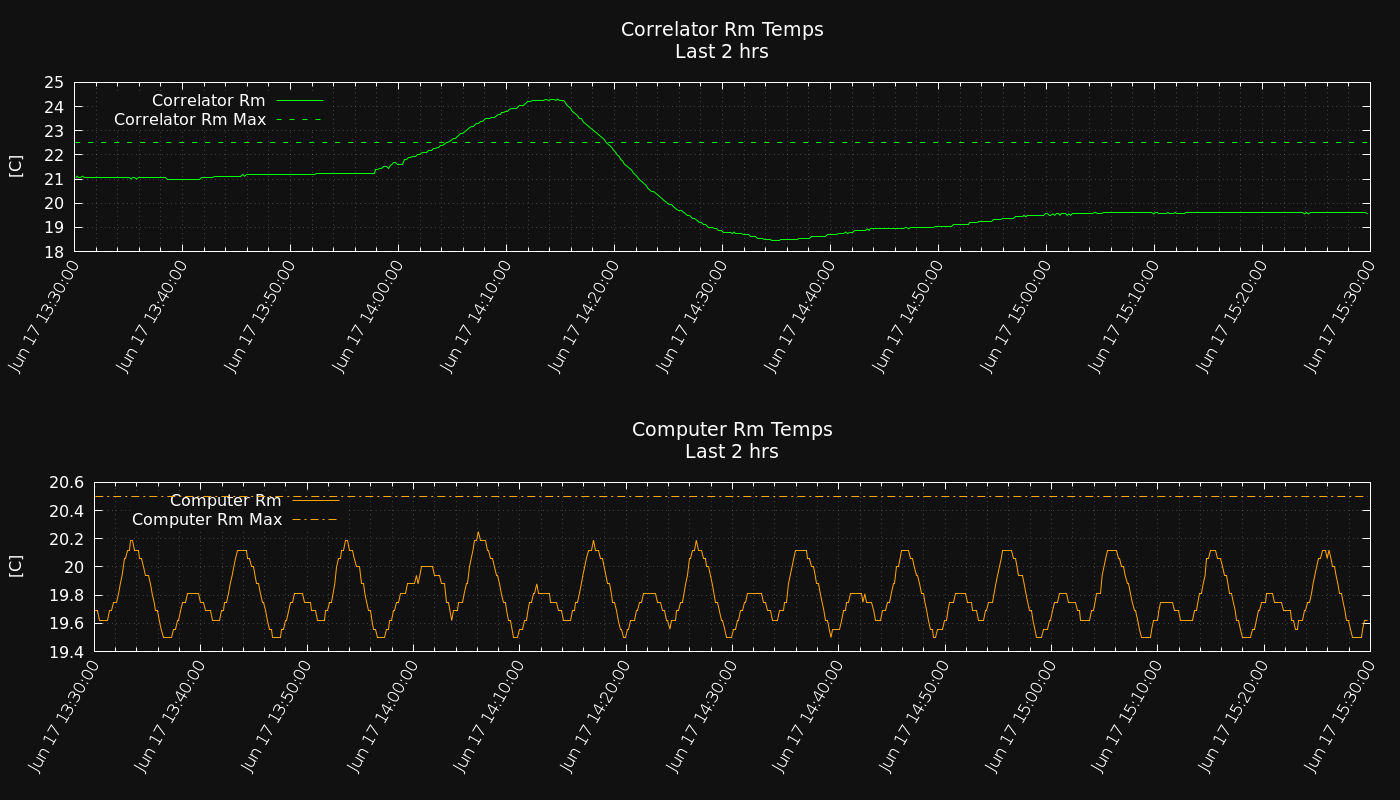 Correlator Rm Temps
Last 2 hrs
25
24
23
22
21
20
19
18
[C]
Correlator Rm
Correlator Rm Max
Jun 17 13:30:00
Jun 17 13:40:00
Jun 17 13:50:00
Jun 17 14:00:00
Jun 17 14:10:00
Jun 17 14:20:00
Jun 17 14:30:00
Jun 17 14:40:00
Jun 17 14:50:00
Jun 17 15:00:00
Jun 17 15:10:00
Jun 17 15:20:00
Jun 17 15:30:00
Computer Rm Temps
Last 2 hrs
20.6
20.4
20.2
20
19.8
19.6
19.4
[C]
Computer Rm
Computer Rm Max
Jun 17 13:30:00
Jun 17 13:40:00
Jun 17 13:50:00
Jun 17 14:00:00
Jun 17 14:10:00
Jun 17 14:20:00
Jun 17 14:30:00
Jun 17 14:40:00
Jun 17 14:50:00
Jun 17 15:00:00
Jun 17 15:10:00
Jun 17 15:20:00
Jun 17 15:30:00